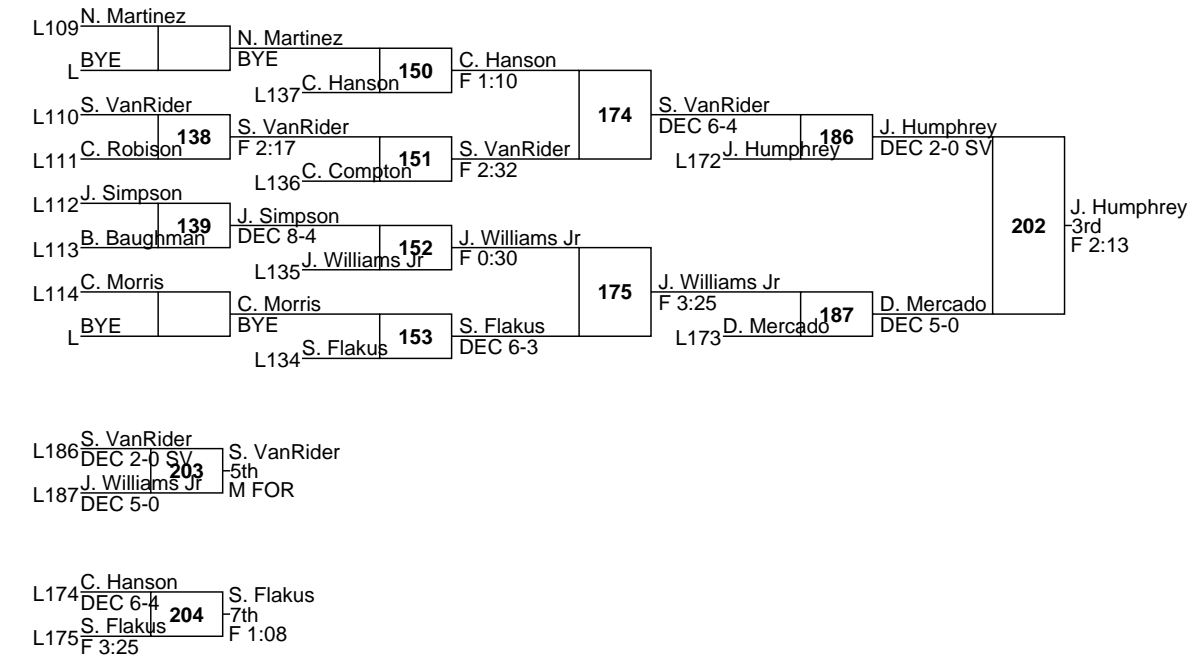 N. Martinez
L109
BYE
L
N. Martinez
BYE
150
L137
C. Hanson
C. Hanson
F 1:10
S. VanRider
L110
138
C. Robison
L111
S. VanRider
F 2:17
151
L136
C. Compton
S. VanRider
F 2:32
174
S. VanRider
DEC 6-4
186
L172
J. Humphrey
J. Humphrey
DEC 2-0 SV
J. Simpson
L112
139
B. Baughman
L113
J. Simpson
DEC 8-4
152
L135
J. Williams Jr
J. Williams Jr
F 0:30
C. Morris
L114
BYE
L
C. Morris
BYE
153
L134
S. Flakus
S. Flakus
DEC 6-3
175
J. Williams Jr
F 3:25
187
L173
D. Mercado
D. Mercado
DEC 5-0
202
J. Humphrey
3rd
F 2:13
S. VanRider
L186
DEC 2-0 SV
203
J. Williams Jr
L187
DEC 5-0
S. VanRider
5th
M FOR
C. Hanson
L174
DEC 6-4
204
S. Flakus
L175
F 3:25
S. Flakus
7th
F 1:08